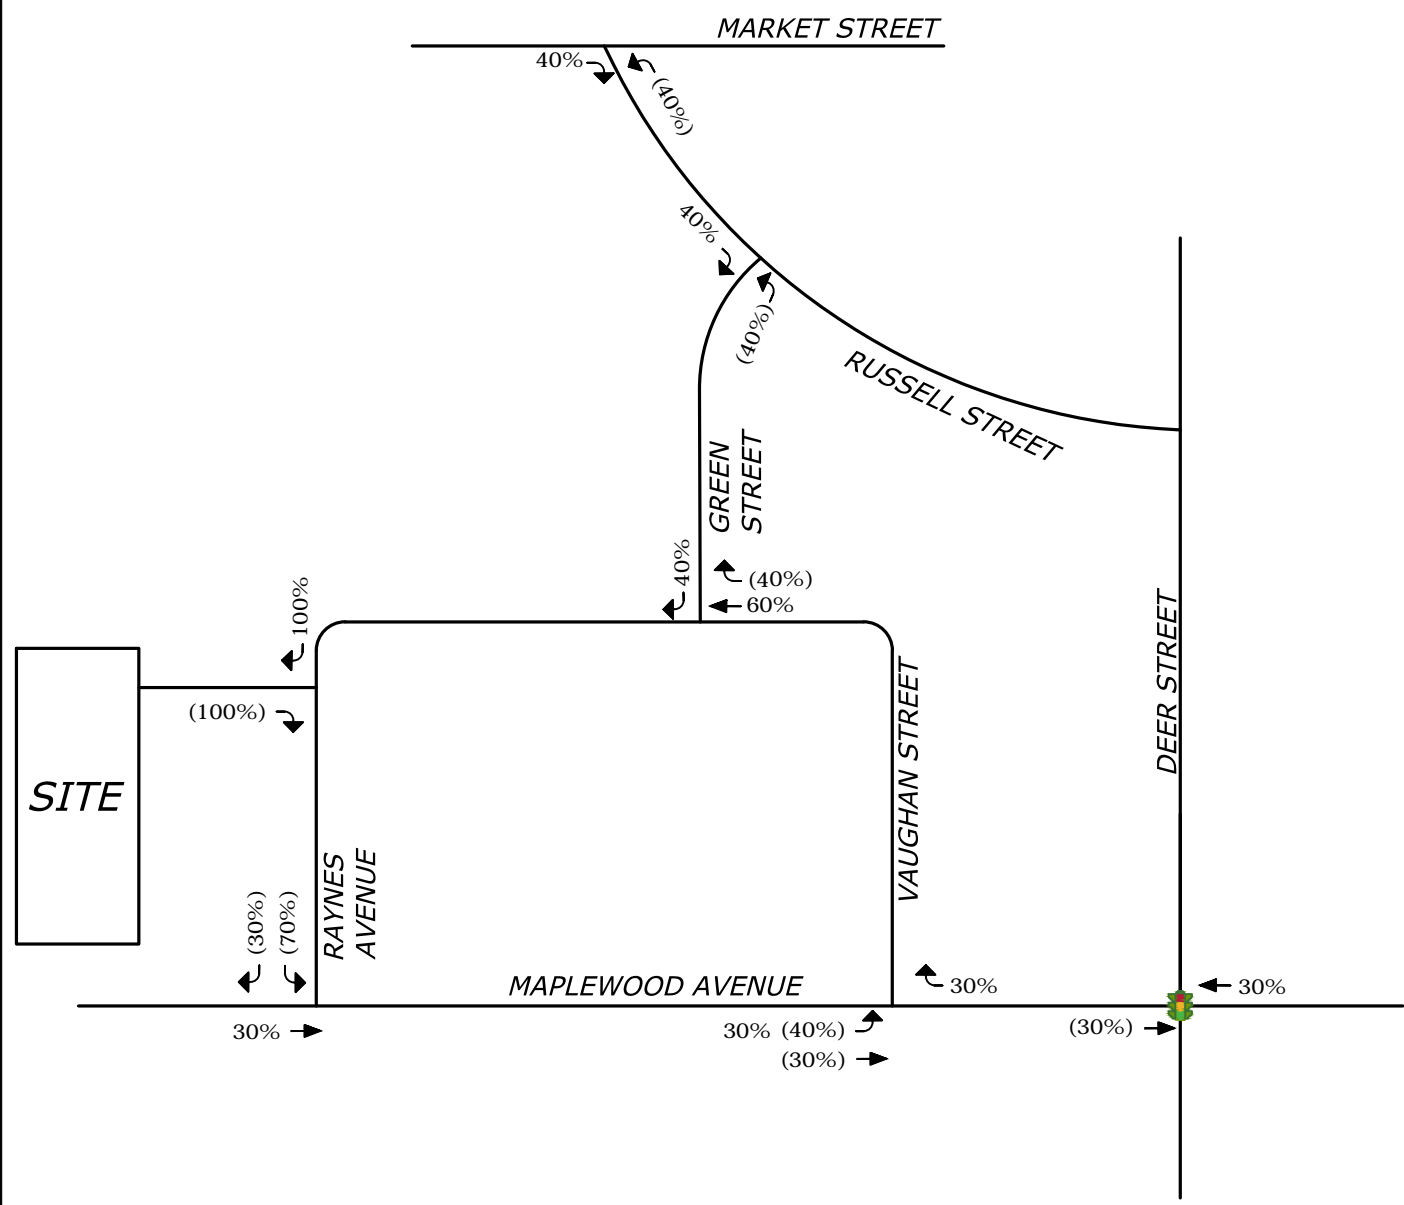 MARKET STREET
40%
(40%)
40%
(40%)
RUSSELL STREET
GREEN
STREET
40%
(40%)
60%
100%
(100%)
SITE
RAYNES
AVENUE
(30%)
(70%)
VAUGHAN STREET
DEER STREET
MAPLEWOOD AVENUE
30%
30%
30%
30% (40%)
(30%)
(30%)